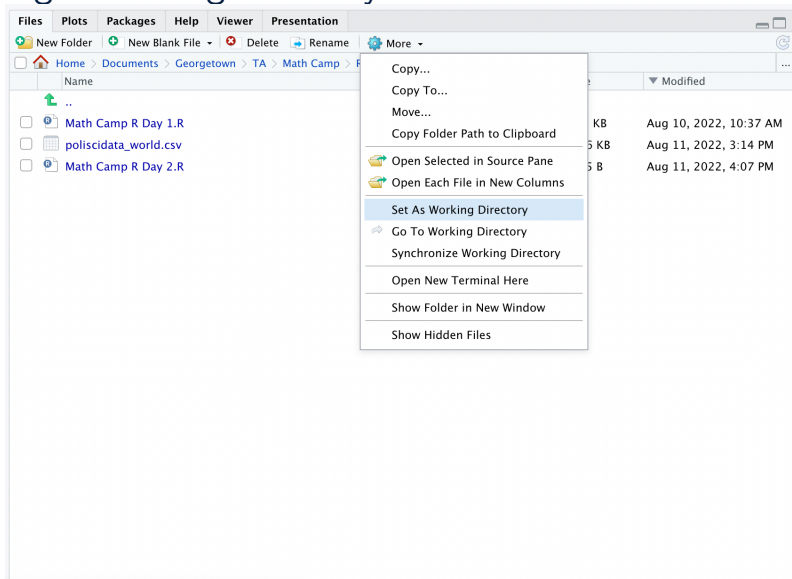 Files Plots Packages Help Viewer Presentation
New Folder New Blank File Delete Rename More
Home > Documents > Georgetown > TA > Math Camp > R ...
Name Modified
..
Math Camp R Day 1.R KB Aug 10, 2022, 10:37 AM
poliscidata_world.csv KB Aug 11, 2022, 3:14 PM
Math Camp R Day 2.R B Aug 11, 2022, 4:07 PM
Copy...
Copy To...
Move...
Copy Folder Path to Clipboard
Open Selected in Source Pane
Open Each File in New Columns
Set As Working Directory
Go To Working Directory
Synchronize Working Directory
Open New Terminal Here
Show Folder in New Window
Show Hidden Files